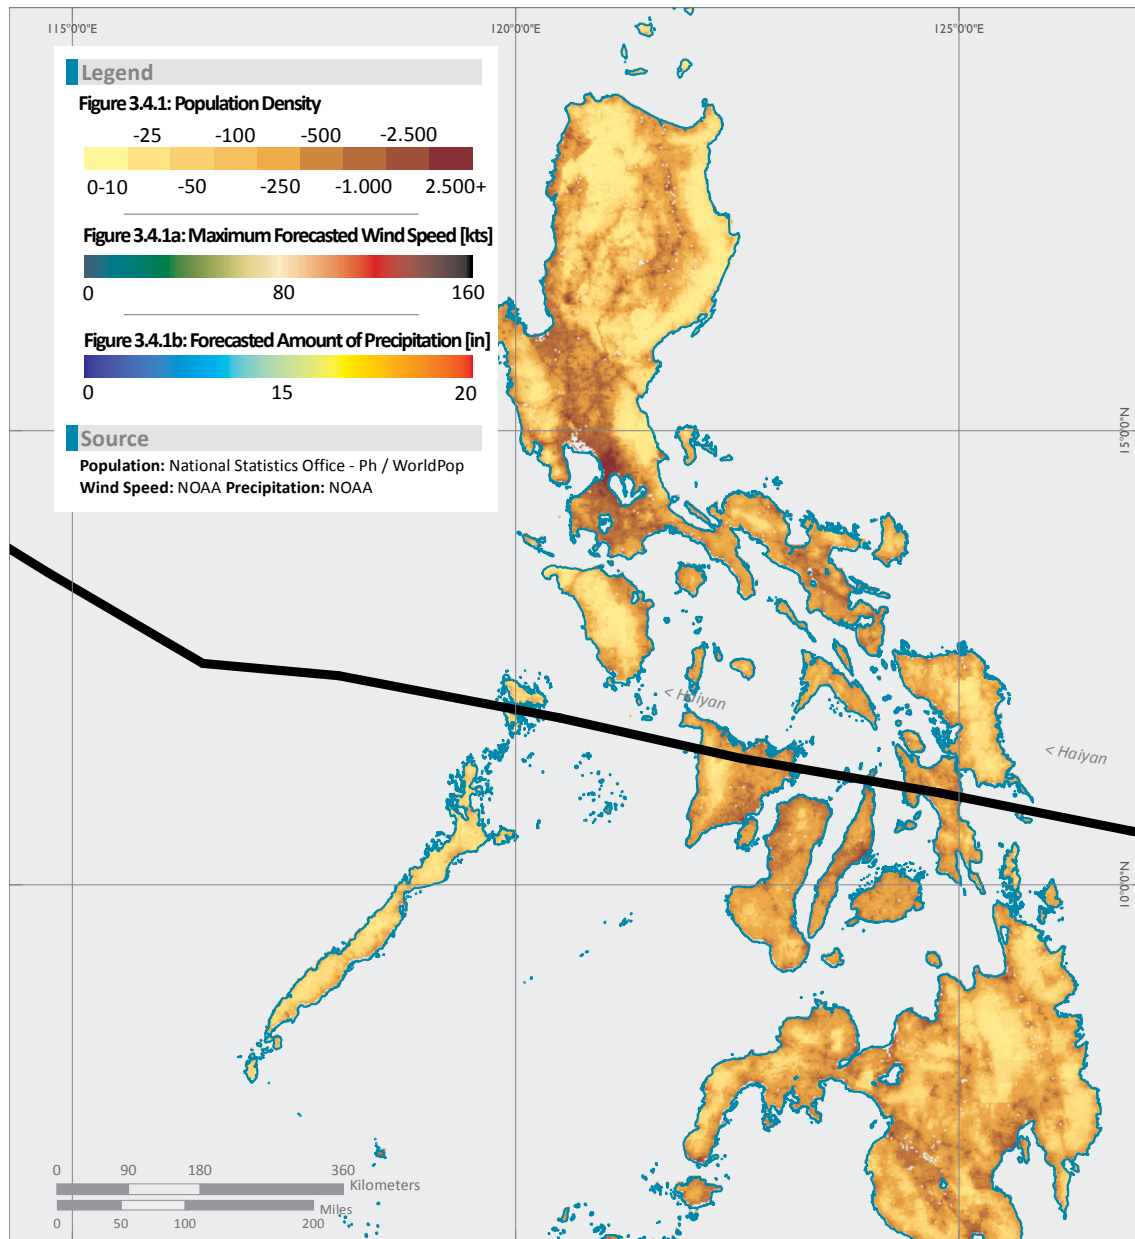 115°0'0"E 120°0'0"E 125°0'0"E
Legend
Figure 3.4.1: Population Density
-25 -100 -500 -2.500
0-10 -50 -250 -1.000 2.500+
Figure 3.4.1a: Maximum Forecasted Wind Speed [kts]
0 80 160
Figure 3.4.1b: Forecasted Amount of Precipitation [in]
0 15 20
Source
Population: National Statistics Office - Ph / WorldPop
Wind Speed: NOAA Precipitation: NOAA
15°0'0"N
< Haiyan
< Haiyan
10°0'0"N
0 90 180 360
Kilometers
Miles
0 50 100 200